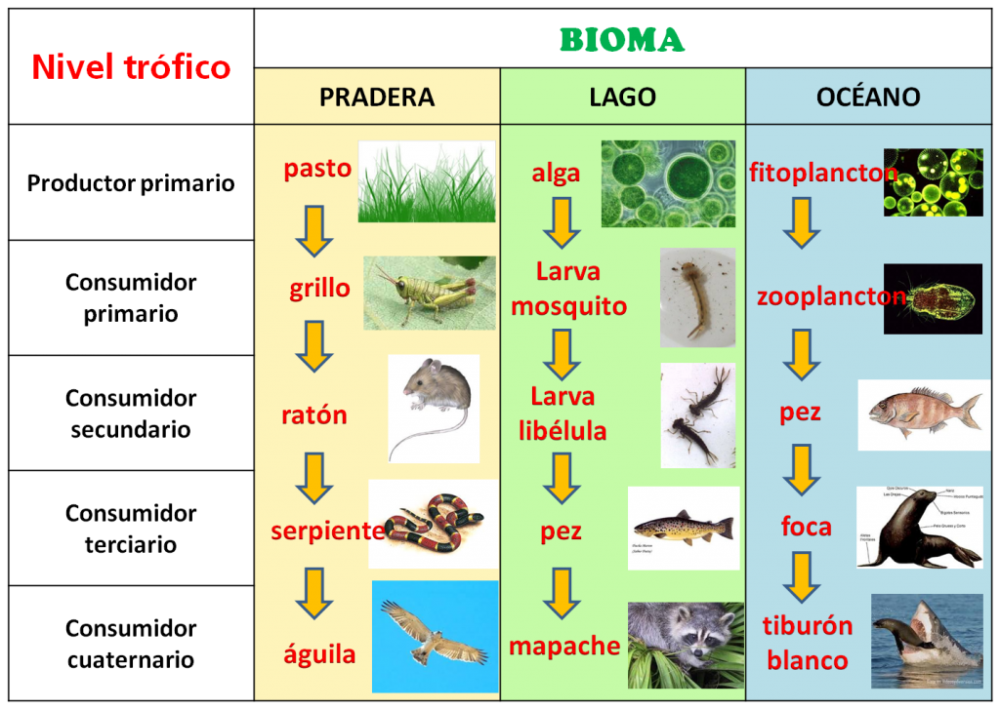 Nivel trófico
BIOMA
PRADERA
LAGO
OCÉANO
Productor primario
pasto
alga
fitoplancton
Consumidor
primario
grillo
Larva
mosquito
zooplancton
Consumidor
secundario
ratón
Larva
libélula
pez
Consumidor
terciario
serpiente
pez
foca
Consumidor
cuaternario
águila
mapache
tiburón
blanco